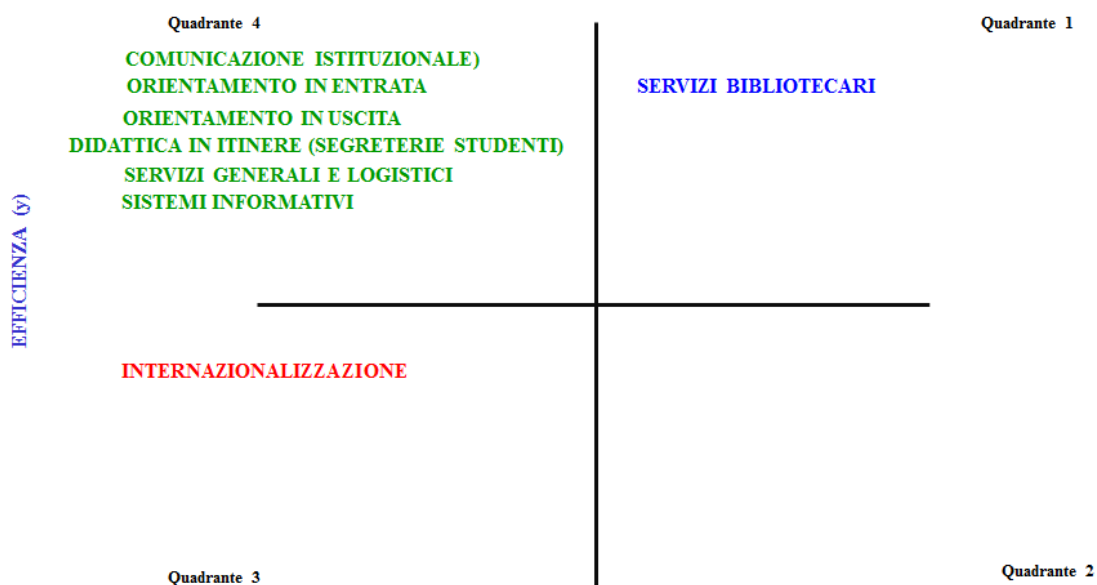 Quadrante 4
Quadrante 1
COMUNICAZIONE ISTITUZIONALE)
ORIENTAMENTO IN ENTRATA
SERVIZI BIBLIOTECARI
ORIENTAMENTO IN USCITA
DIDATTICA IN ITINERE (SEGRETERIE STUDENTI)
SERVIZI GENERALI E LOGISTICI
SISTEMI INFORMATIVI
EFFICIENZA (y)
INTERNAZIONALIZZAZIONE
Quadrante 3
Quadrante 2